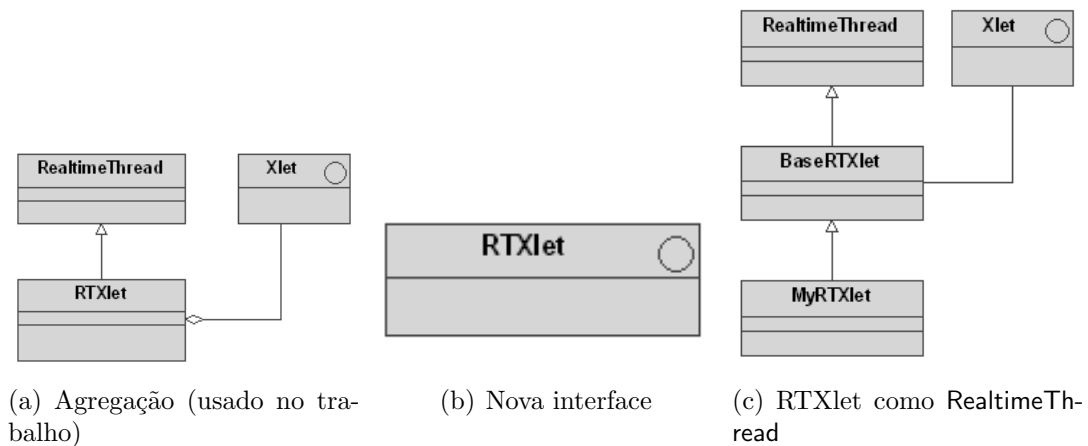 RealtimeThread
Xlet
RTXlet
(a) Agregação (usado no tra-
balho)
RTXlet
(b) Nova interface
RealtimeThread
Xlet
BaseRTXlet
MyRTXlet
(c) RTXlet como RealtimeTh-
read